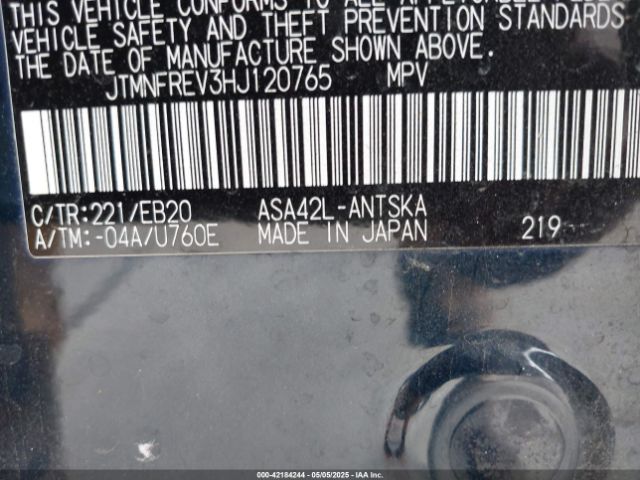 THIS VEHICLE CONFORMS TO ALL
VEHICLE SAFETY AND THEFT PREVENTION STANDARDS
THE DATE OF MANUFACTURE SHOWN ABOVE.
JTMNFREV3HJ120765 MPV
C/TR:221/EB20 ASA42L-ANTSKA
A/TM:-04A/U760E MADE IN JAPAN 219
000-42184244 - 05/05/2025 - IAA Inc.